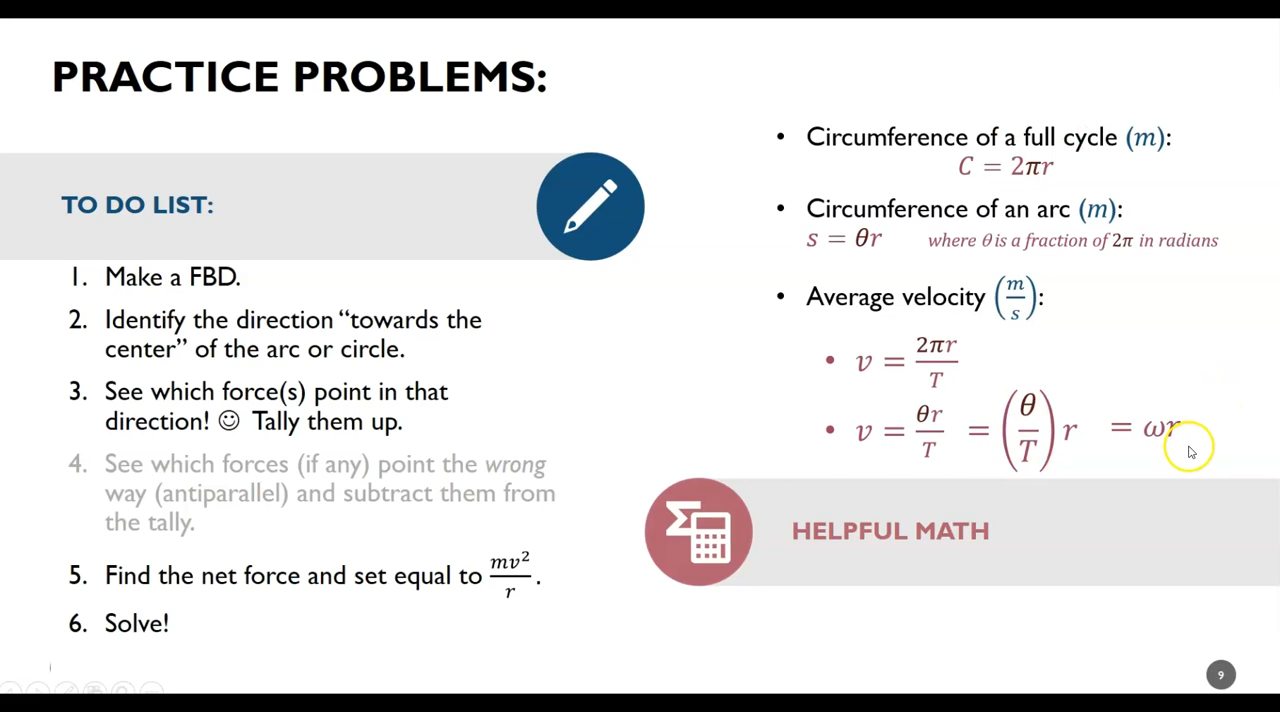 PRACTICE PROBLEMS:
TO DO LIST:
1. Make a FBD.
2. Identify the direction “towards the
center” of the arc or circle.
3. See which force(s) point in that
direction! ☺ Tally them up.
4. See which forces (if any) point the wrong
way (antiparallel) and subtract them from
the tally.
5. Find the net force and set equal to mv²/r.
6. Solve!
• Circumference of a full cycle (m):
C = 2πr
• Circumference of an arc (m):
s = θr where θ is a fraction of 2π in radians
• Average velocity (m/s):
• v = 2πr/T
• v = θr/T = (θ/T) r = ωr
HELPFUL MATH
9